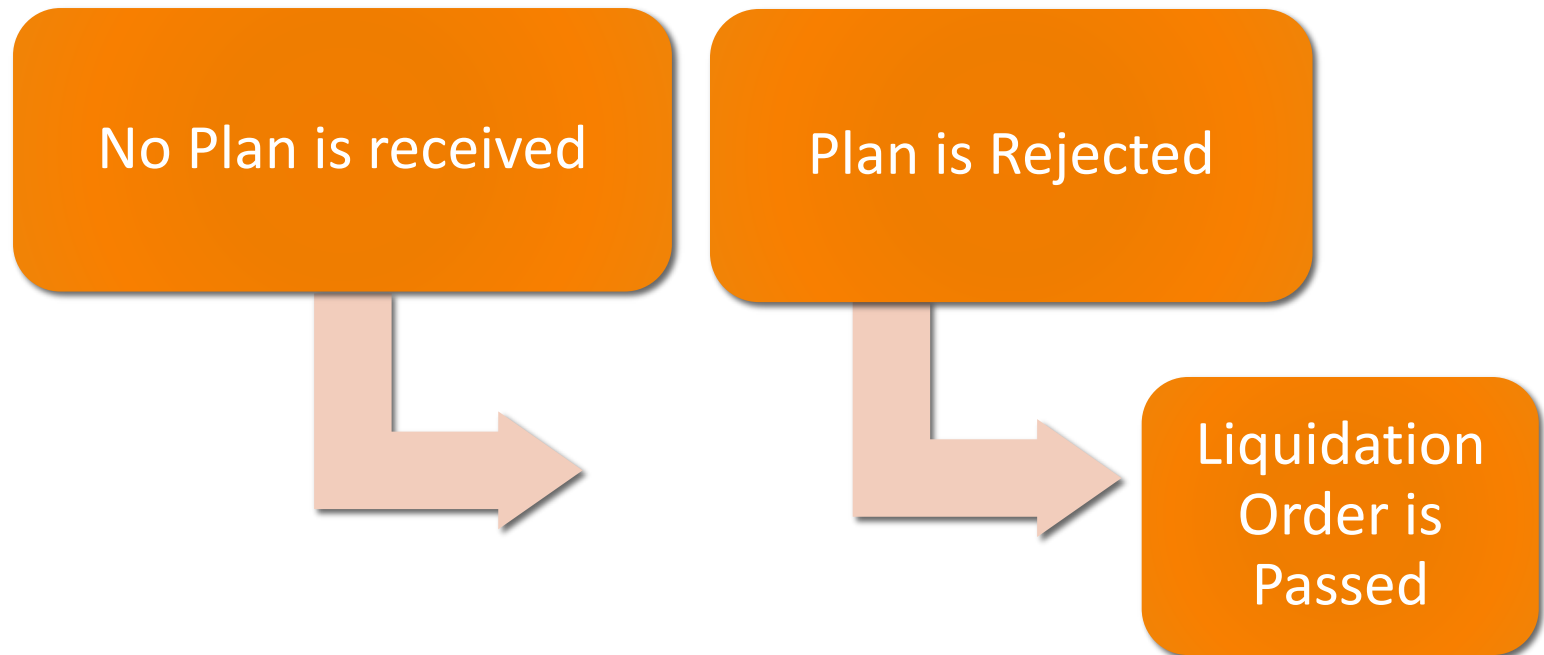 No Plan is received
Plan is Rejected
Liquidation
Order is
Passed